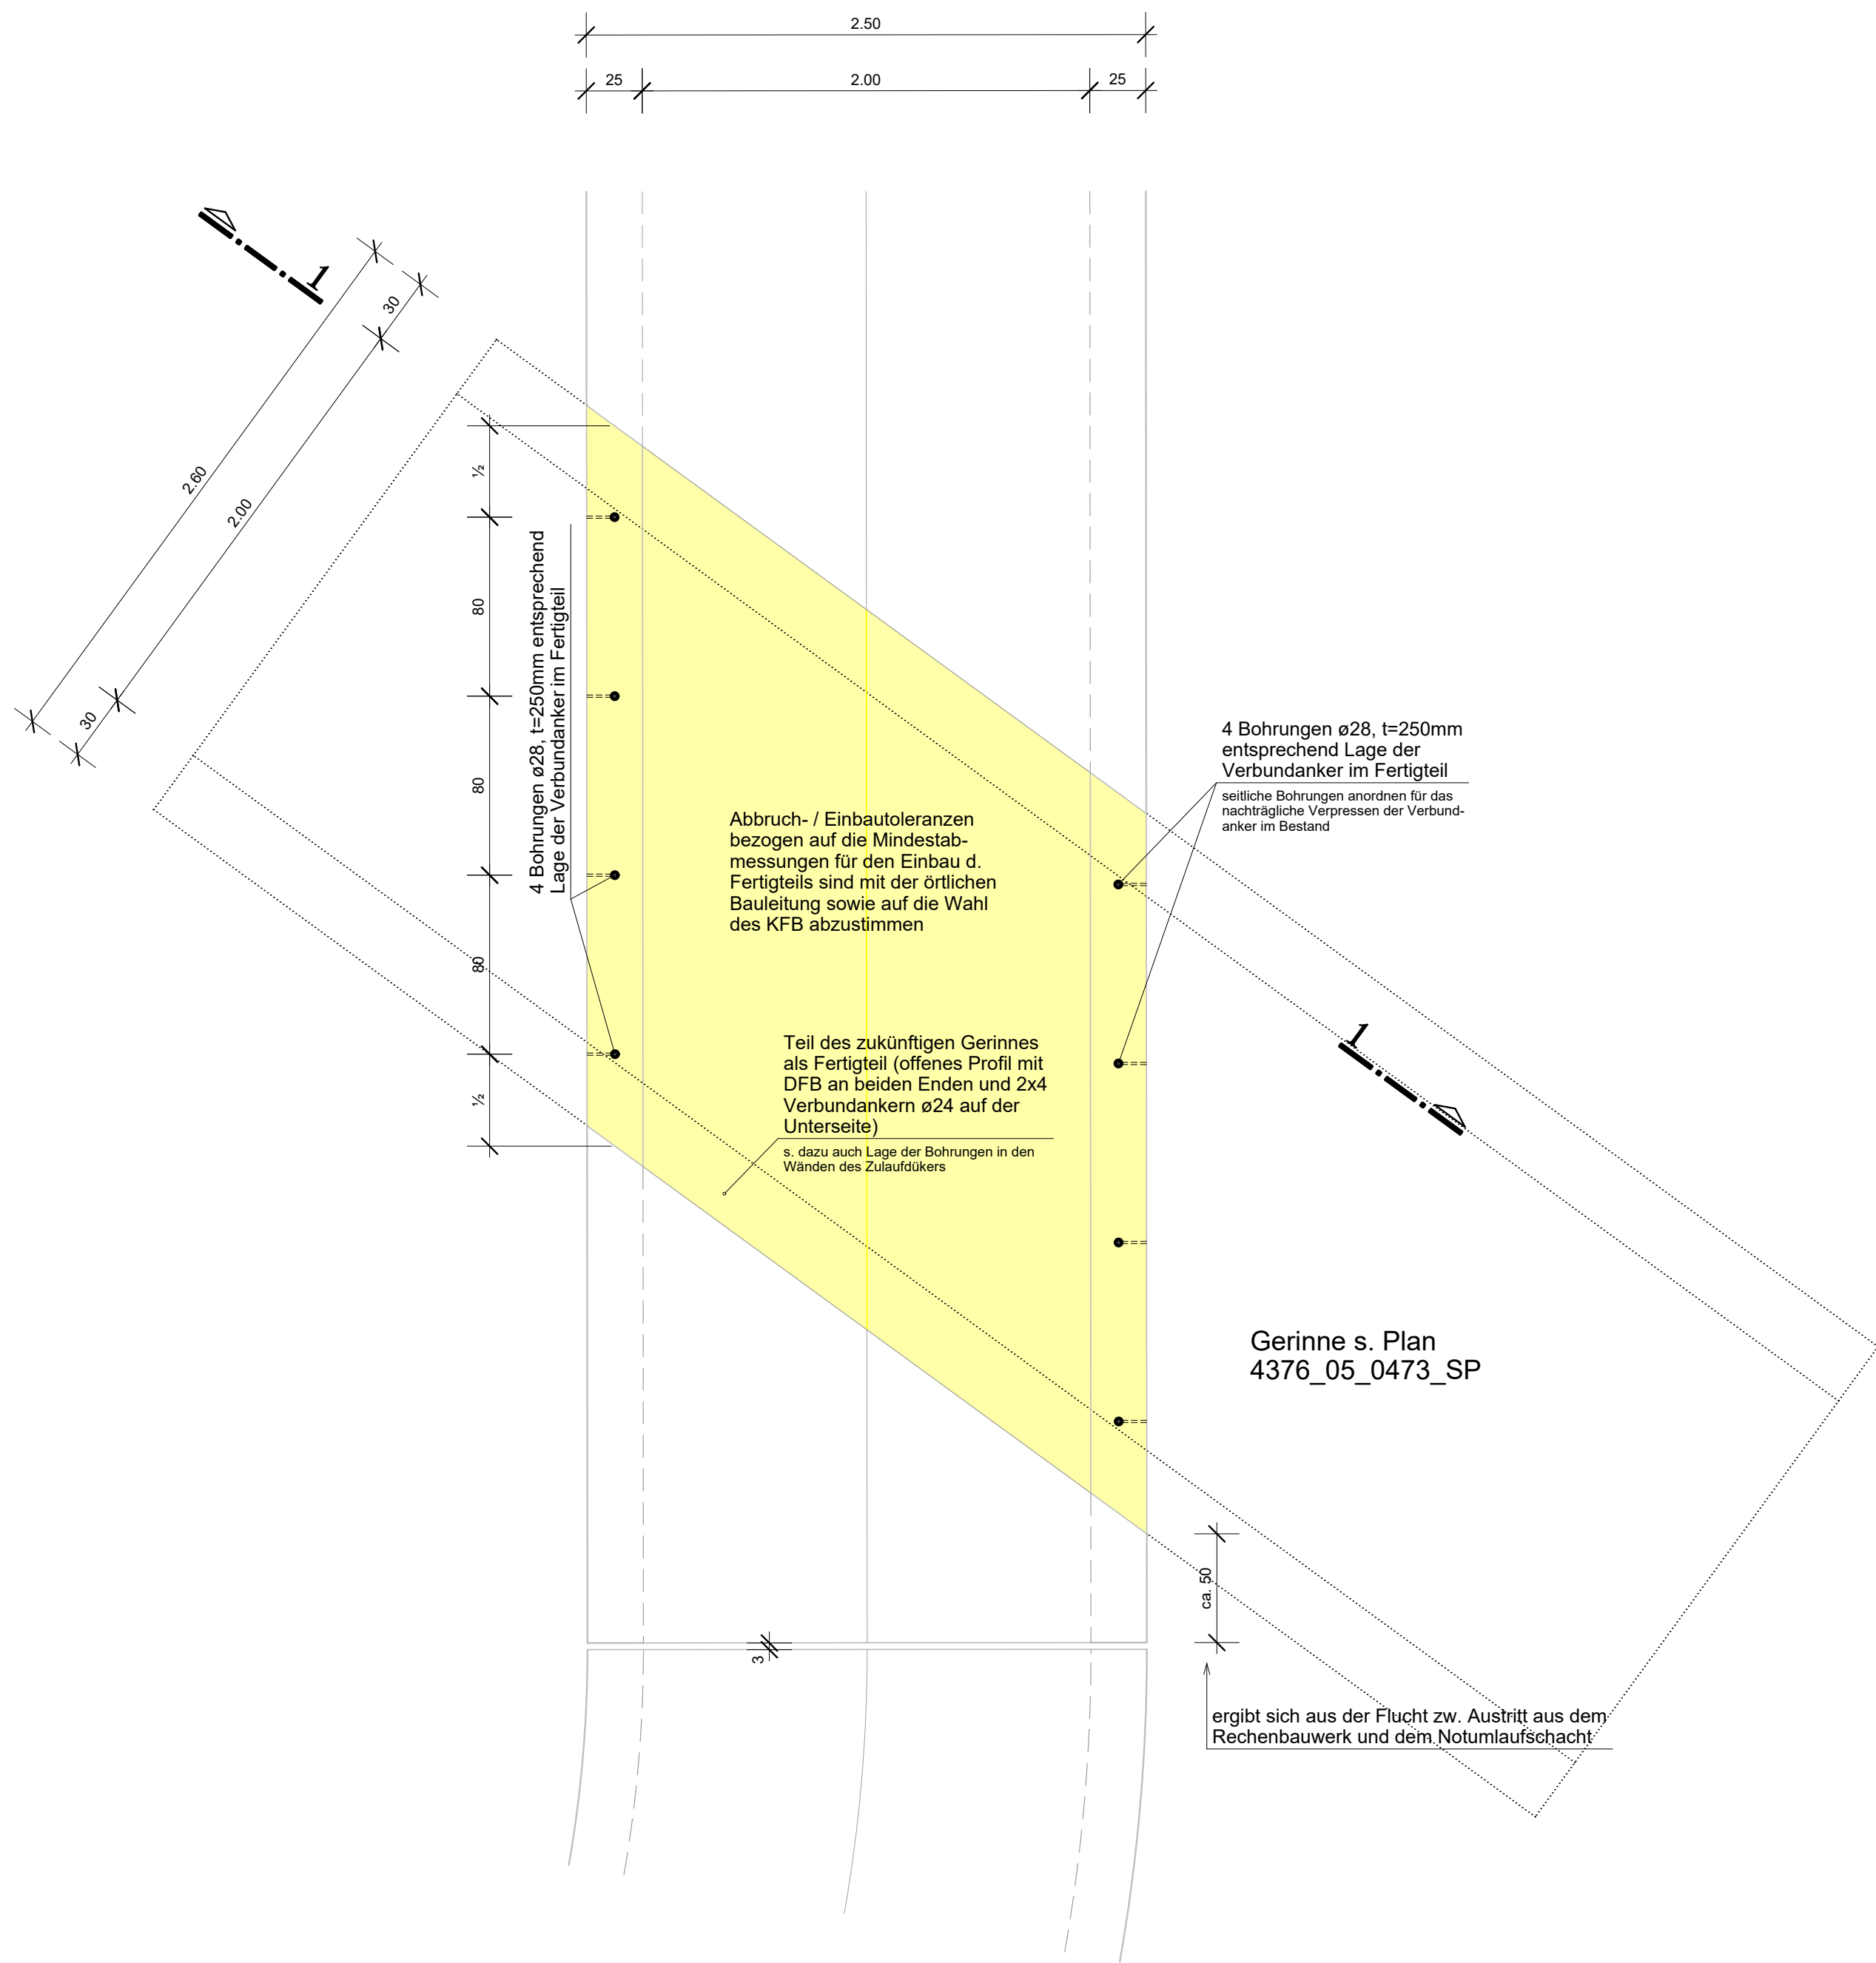 2.50
25
2.00
25
1
30
2.60
2.00
30
½
80
80
80
½
4 Bohrungen ø28, t=250mm entsprechend
Lage der Verbundanker im Fertigteil
4 Bohrungen ø28, t=250mm
entsprechend Lage der
Verbundanker im Fertigteil
seitliche Bohrungen anordnen für das
nachträgliche Verpressen der Verbund-
anker im Bestand
Abbruch- / Einbautoleranzen
bezogen auf die Mindestab-
messungen für den Einbau d.
Fertigteils sind mit der örtlichen
Bauleitung sowie auf die Wahl
des KFB abzustimmen
Teil des zukünftigen Gerinnes
als Fertigteil (offenes Profil mit
DFB an beiden Enden und 2x4
Verbundankern ø24 auf der
Unterseite)
s. dazu auch Lage der Bohrungen in den
Wänden des Zulaufdükers
1
Gerinne s. Plan
4376_05_0473_SP
ca. 50
3
ergibt sich aus der Flucht zw. Austritt aus dem
Rechenbauwerk und dem Notumlaufschacht